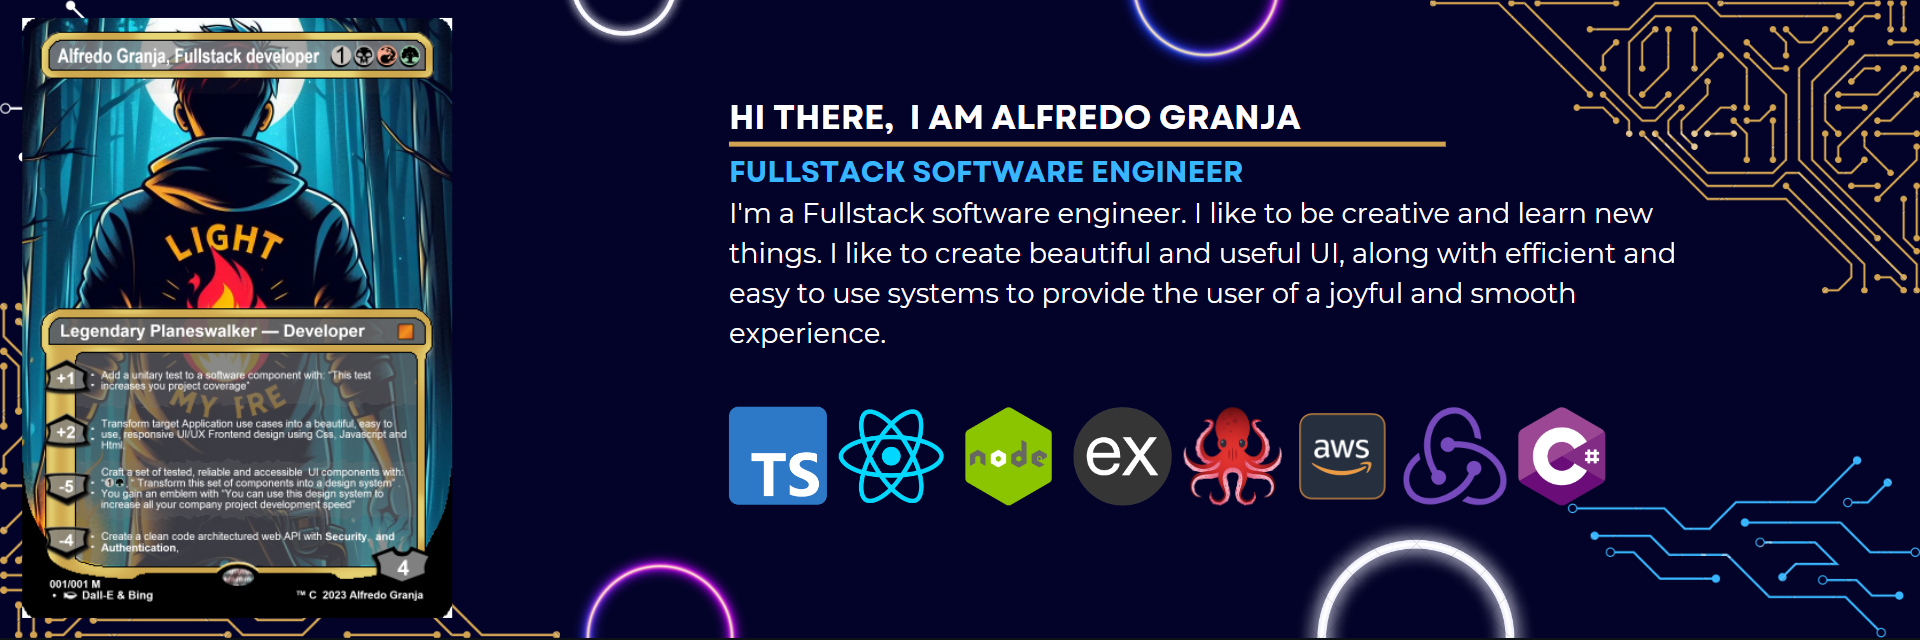 Alfredo Granja, Fullstack developer 1
LIGHT
MY FRE
Legendary Planeswalker — Developer
+1
Add a unitary test to a software component with: "This test
increases you project coverage"
+2
Transform target Application use cases into a beautiful, easy to
use, responsive UI/UX Frontend design using Css, Javascript and
Html.
-5
Craft a set of tested, reliable and accessible UI components with:
"1 , " Transform this set of components into a design system" .
You gain an emblem with "You can use this design system to
increase all your company project development speed"
-4
Create a clean code architectured web API with Security, and
Authentication,
4
001/001 M
• Dall-E & Bing
™ C 2023 Alfredo Granja
HI THERE, I AM ALFREDO GRANJA
FULLSTACK SOFTWARE ENGINEER
I'm a Fullstack software engineer. I like to be creative and learn new
things. I like to create beautiful and useful UI, along with efficient and
easy to use systems to provide the user of a joyful and smooth
experience.
TS
node
ex
aws
C#